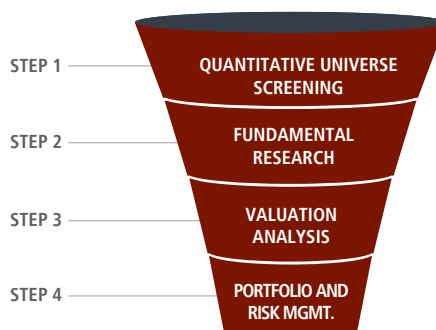 STEP 1
QUANTITATIVE UNIVERSE
SCREENING
STEP 2
FUNDAMENTAL
RESEARCH
STEP 3
VALUATION
ANALYSIS
STEP 4
PORTFOLIO AND
RISK MGMT.